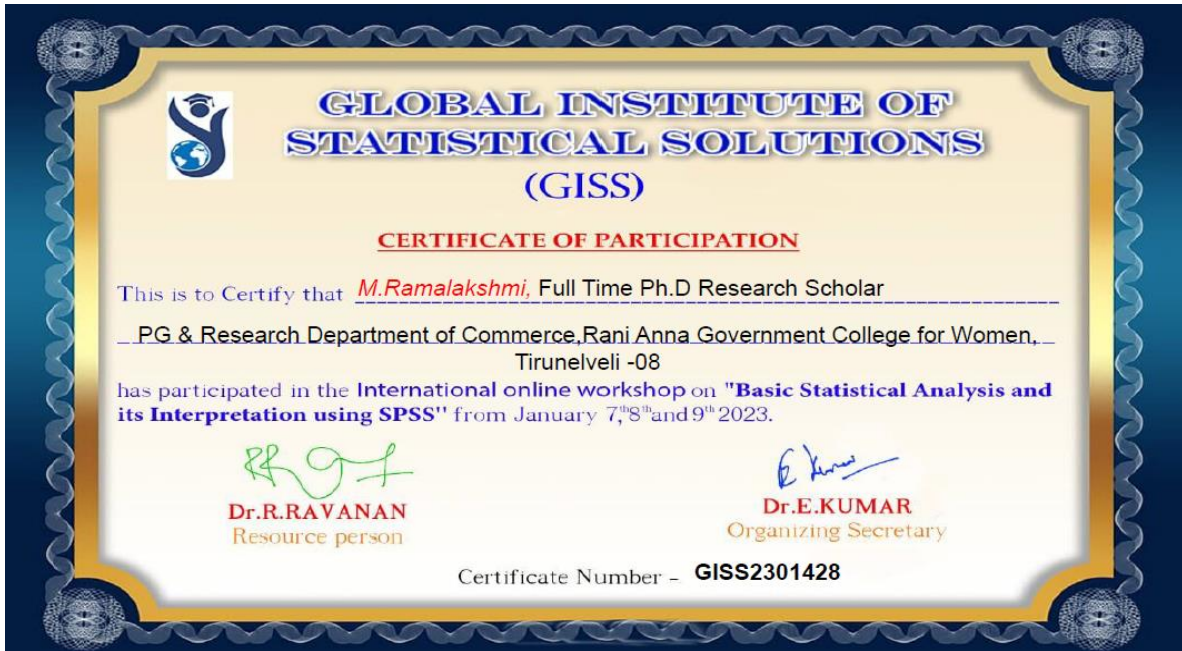 GLOBAL INSTITUTE OF
STATISTICAL SOLUTIONS
(GISS)
CERTIFICATE OF PARTICIPATION
This is to Certify that M.Ramalakshmi, Full Time Ph.D Research Scholar
PG & Research Department of Commerce,Rani Anna Government College for Women,
Tirunelveli -08
has participated in the International online workshop on "Basic Statistical Analysis and
its Interpretation using SPSS" from January 7,th8th and 9th 2023.
E Kumar
Dr.R.RAVANAN
Resource person
Dr.E.KUMAR
Organizing Secretary
Certificate Number – GISS2301428